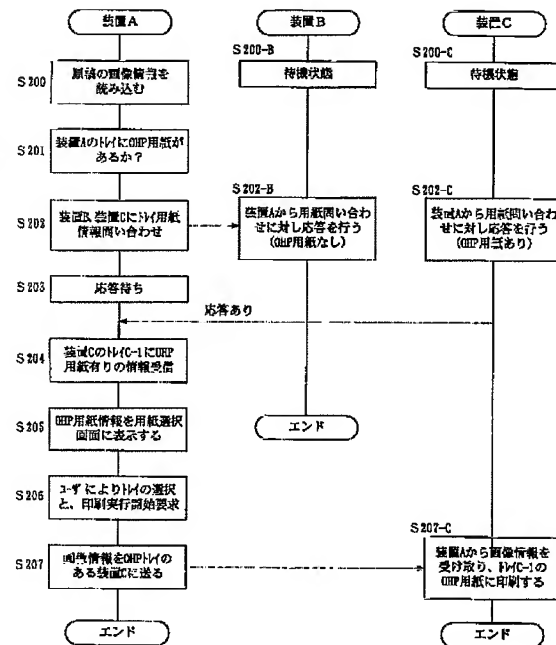 装置A
装置B
装置C
S200
原稿の画像情報を
読み込む
S200-B
待機状態
S200-C
待機状態
S201
装置AのトレイにOHP用紙が
あるか?
S202
装置B、装置Cにトレイ用紙
情報問い合わせ
S202-B
装置Aから用紙問い合わ
せに対し応答を行う
(OHP用紙なし)
S202-C
装置Aから用紙問い合わ
せに対し応答を行う
(OHP用紙あり)
S203
応答待ち
応答あり
S204
装置CのトレイC-1にOHP
用紙有りの情報受信
S205
OHP用紙情報を用紙選択
画面に表示する
エンド
S206
ユーザによりトレイの選択
と、印刷実行開始要求
S207
画像情報をOHPトレイの
ある装置Cに送る
S207-C
装置Aから画像情報を
受け取り、トレイC-1の
OHP用紙に印刷する
エンド
エンド